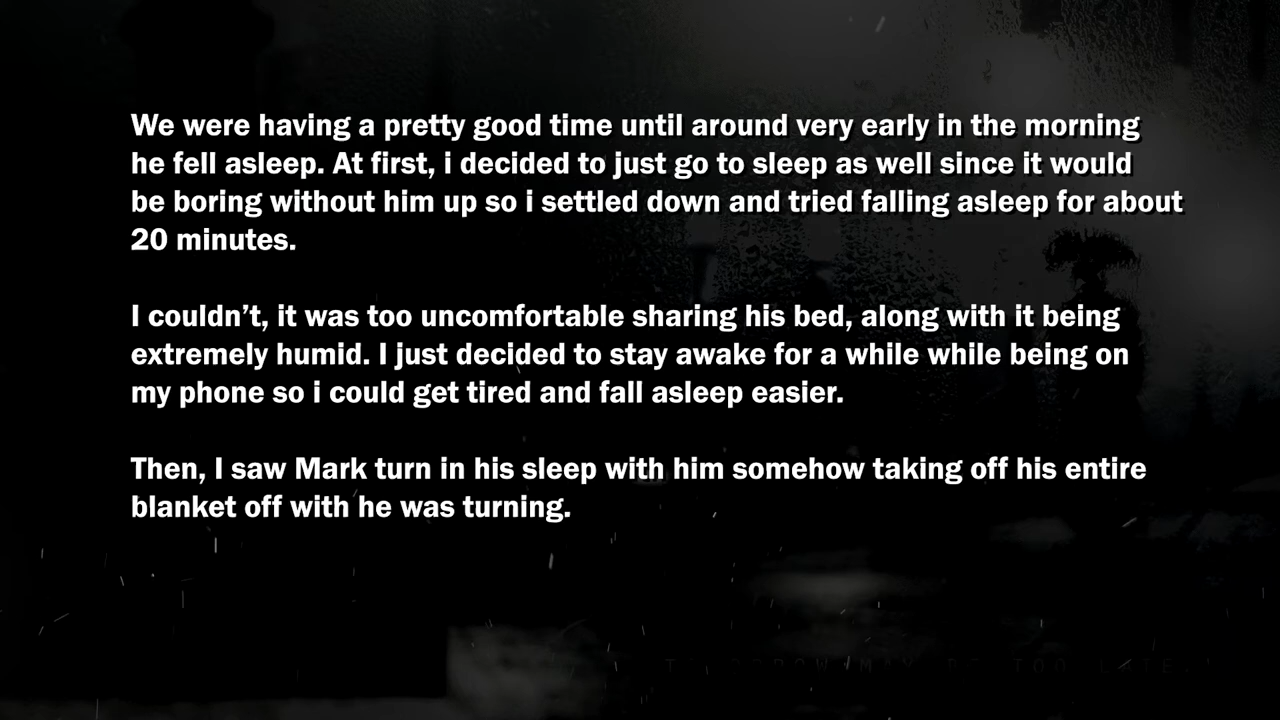 We were having a pretty good time until around very early in the morning
he fell asleep. At first, i decided to just go to sleep as well since it would
be boring without him up so i settled down and tried falling asleep for about
20 minutes.
I couldn’t, it was too uncomfortable sharing his bed, along with it being
extremely humid. I just decided to stay awake for a while while being on
my phone so i could get tired and fall asleep easier.
Then, I saw Mark turn in his sleep with him somehow taking off his entire
blanket off with he was turning.
MAY BE TOO LATE.